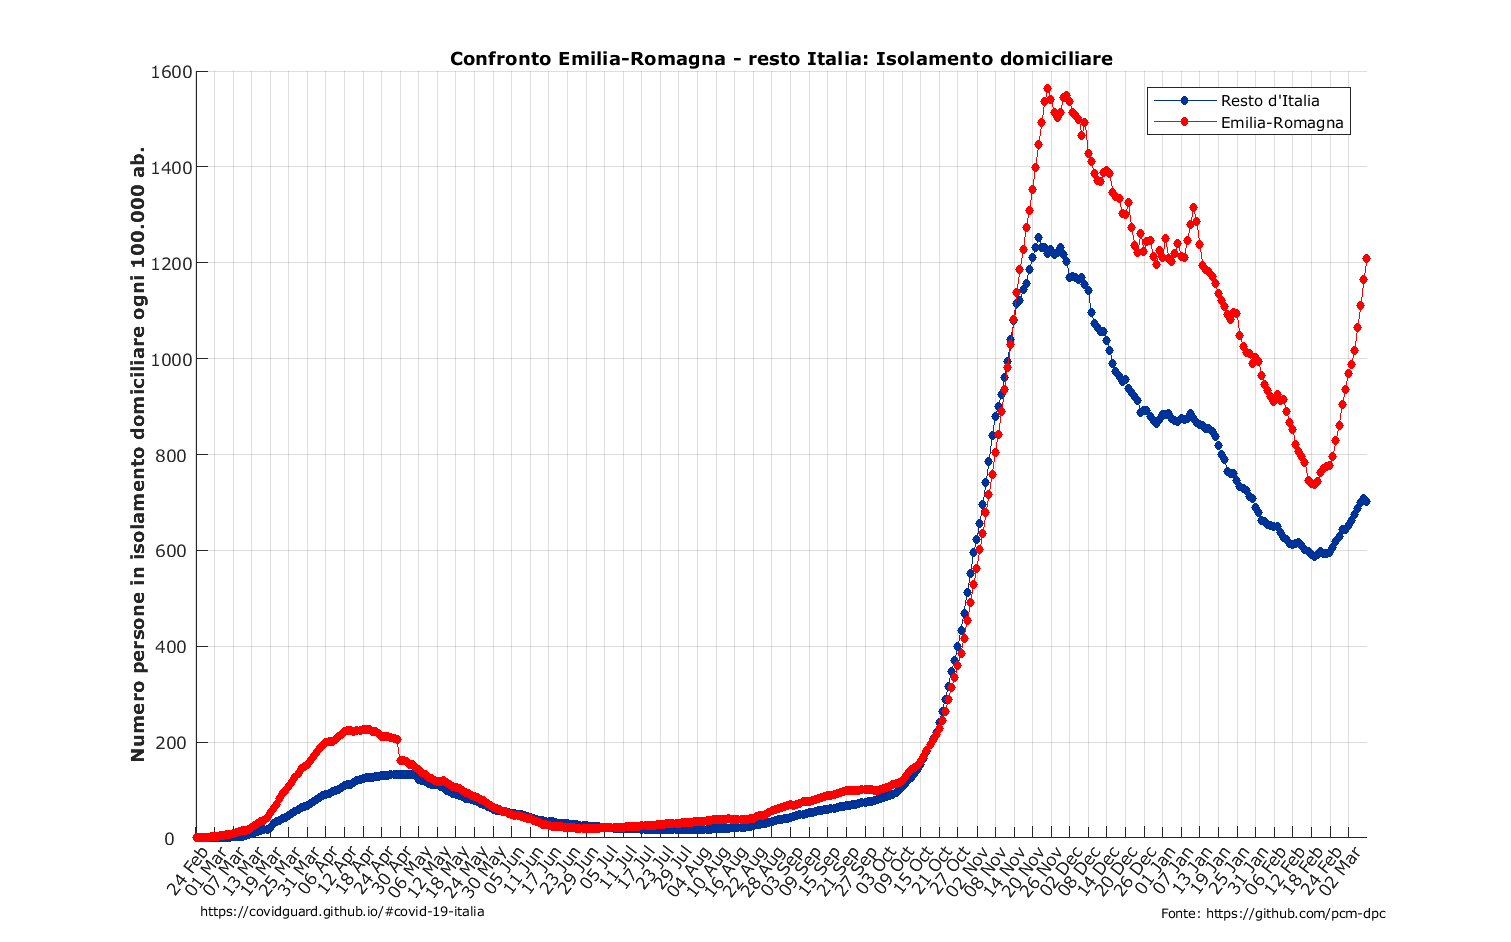 Confronto Emilia-Romagna - resto Italia: Isolamento domiciliare
Resto d'Italia
Emilia-Romagna
Numero persone in isolamento domiciliare ogni 100.000 ab.
1600
1400
1200
1000
800
600
400
200
0
24 Feb
01 Mar
07 Mar
13 Mar
19 Mar
25 Mar
31 Mar
06 Apr
12 Apr
18 Apr
24 Apr
30 Apr
06 May
12 May
18 May
24 May
30 May
05 Jun
11 Jun
17 Jun
23 Jun
29 Jun
05 Jul
11 Jul
17 Jul
23 Jul
29 Jul
04 Aug
10 Aug
16 Aug
22 Aug
28 Aug
03 Sep
09 Sep
15 Sep
21 Sep
27 Sep
03 Oct
09 Oct
15 Oct
21 Oct
27 Oct
02 Nov
08 Nov
14 Nov
20 Nov
26 Nov
02 Dec
08 Dec
14 Dec
20 Dec
26 Dec
01 Jan
07 Jan
13 Jan
19 Jan
25 Jan
31 Jan
06 Feb
12 Feb
18 Feb
24 Feb
02 Mar
https://covidguard.github.io/#covid-19-italia
Fonte: https://github.com/pcm-dpc